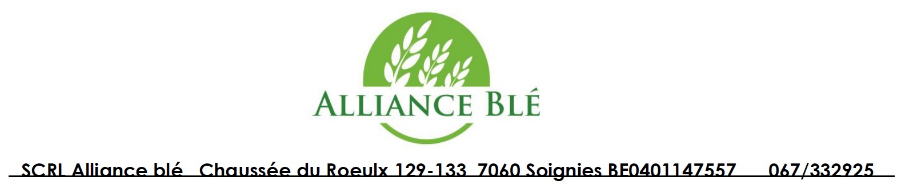 ALLIANCE BLÉ
SCRL Alliance blé Chaussée du Roeulx 129-133 7060 Soignies BE0401147557 067/332925